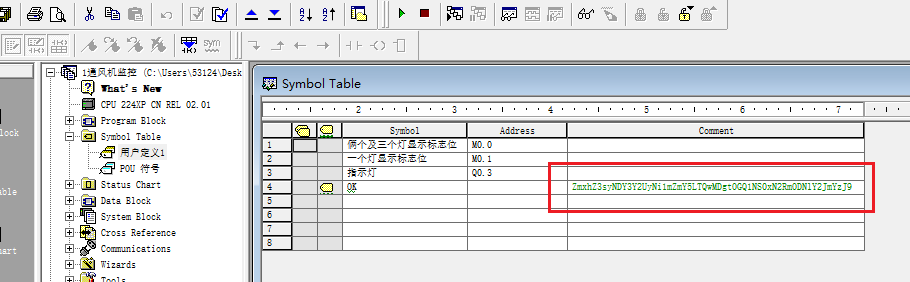 sym
1通风机监控 (C:\Users\53124\Desk
What's New
CPU 224XP CN REL 02.01
Program Block
Symbol Table
用户定义1
POU 符号
Status Chart
Data Block
System Block
Cross Reference
Communications
Wizards
Tools
lock
able
hart
Symbol Table
2 3 4 5 6 7
Symbol Address Comment
1 俩个及三个灯显示标志位 M0.0
2 一个灯显示标志位 M0.1
3 指示灯 Q0.3
4 OK ZmxhZ3syNDY3Y2UyNi1mZmY5LTQwMDgtOGQ1NS0xN2RmODNlY2JmYzJ9
5
6
7
8